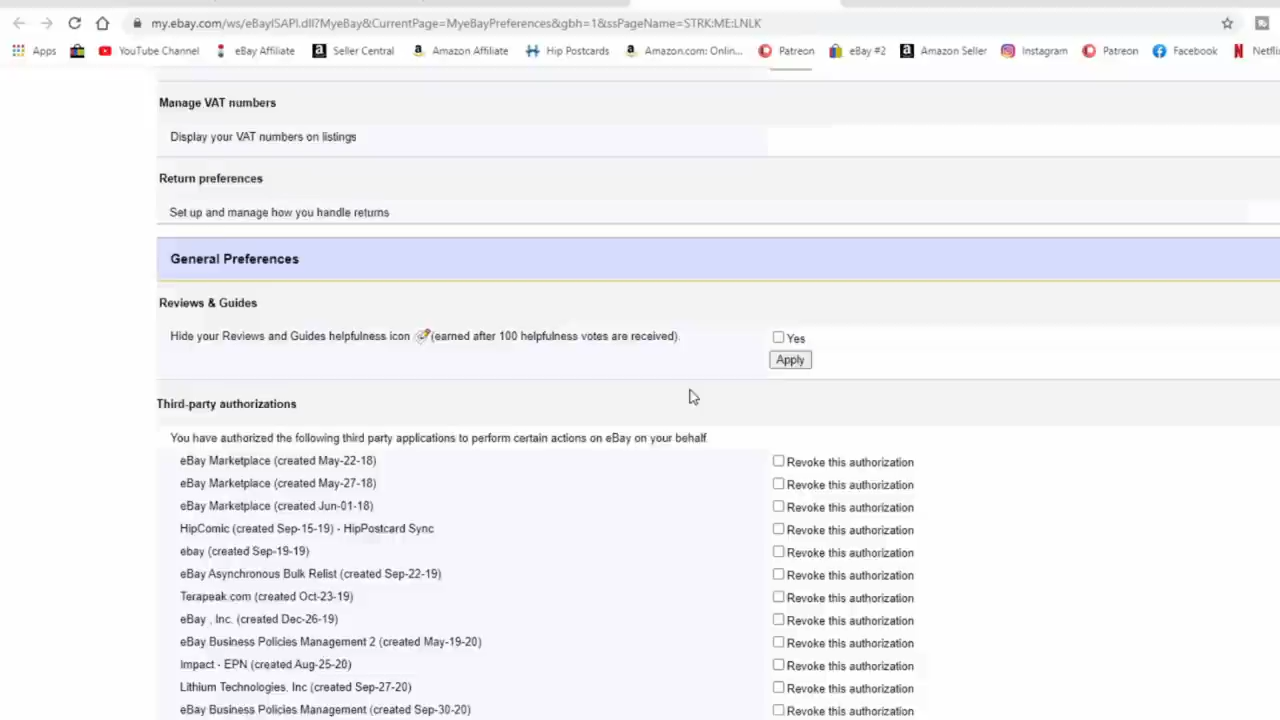 my.ebay.com/ws/eBayISAPI.dll?MyeBay&CurrentPage=MyeBayPreferences&gbh=1&ssPageName=STRK:ME:LNLK
Apps YouTube Channel eBay Affiliate Seller Central Amazon Affiliate Hip Postcards Amazon.com: Onlin... Patreon eBay #2 Amazon Seller Instagram Patreon Facebook Netfli
Manage VAT numbers
Display your VAT numbers on listings
Return preferences
Set up and manage how you handle returns
General Preferences
Reviews & Guides
Hide your Reviews and Guides helpfulness icon (earned after 100 helpfulness votes are received). Yes
Apply
Third-party authorizations
You have authorized the following third party applications to perform certain actions on eBay on your behalf.
eBay Marketplace (created May-22-18) Revoke this authorization
eBay Marketplace (created May-27-18) Revoke this authorization
eBay Marketplace (created Jun-01-18) Revoke this authorization
HipComic (created Sep-15-19) - HipPostcard Sync Revoke this authorization
ebay (created Sep-19-19) Revoke this authorization
eBay Asynchronous Bulk Relist (created Sep-22-19) Revoke this authorization
Terapeak.com (created Oct-23-19) Revoke this authorization
eBay , Inc. (created Dec-26-19) Revoke this authorization
eBay Business Policies Management 2 (created May-19-20) Revoke this authorization
Impact - EPN (created Aug-25-20) Revoke this authorization
Lithium Technologies, Inc (created Sep-27-20) Revoke this authorization
eBay Business Policies Management (created Sep-30-20) Revoke this authorization